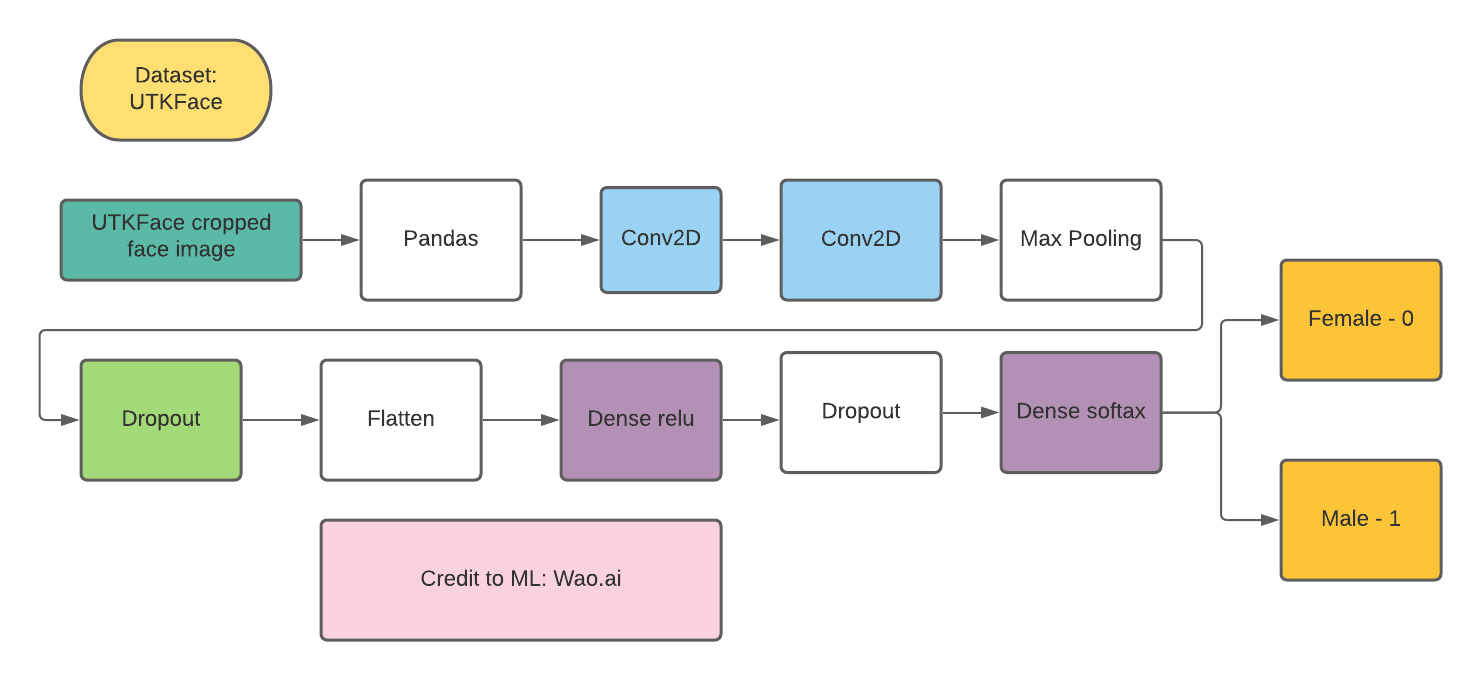 Dataset:
UTKFace
UTKFace cropped
face image
Pandas
Conv2D
Conv2D
Max Pooling
Female - 0
Dropout
Flatten
Dense relu
Dropout
Dense softax
Male - 1
Credit to ML: Wao.ai